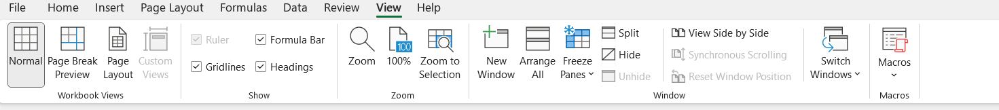 File Home Insert Page Layout Formulas Data Review View Help
Normal
Page Break
Preview
Page
Layout
Custom
Views
Workbook Views
Ruler
Formula Bar
Gridlines
Headings
Show
Zoom
100
100%
Zoom to
Selection
Zoom
New
Window
Arrange
All
Freeze
Panes
Split
Hide
Unhide
View Side by Side
Synchronous Scrolling
Reset Window Position
Switch
Windows
Window
Macros
Macros